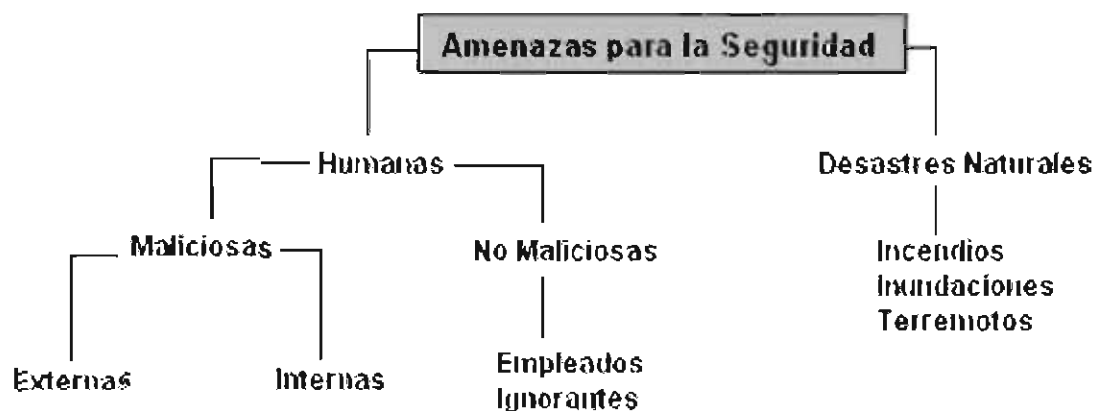 Amenazas para la Seguridad
Humanas
Desastres Naturales
Maliciosas
No Maliciosas
Incendios
Inundaciones
Terremotos
Externas
Internas
Empleados
Ignorantes